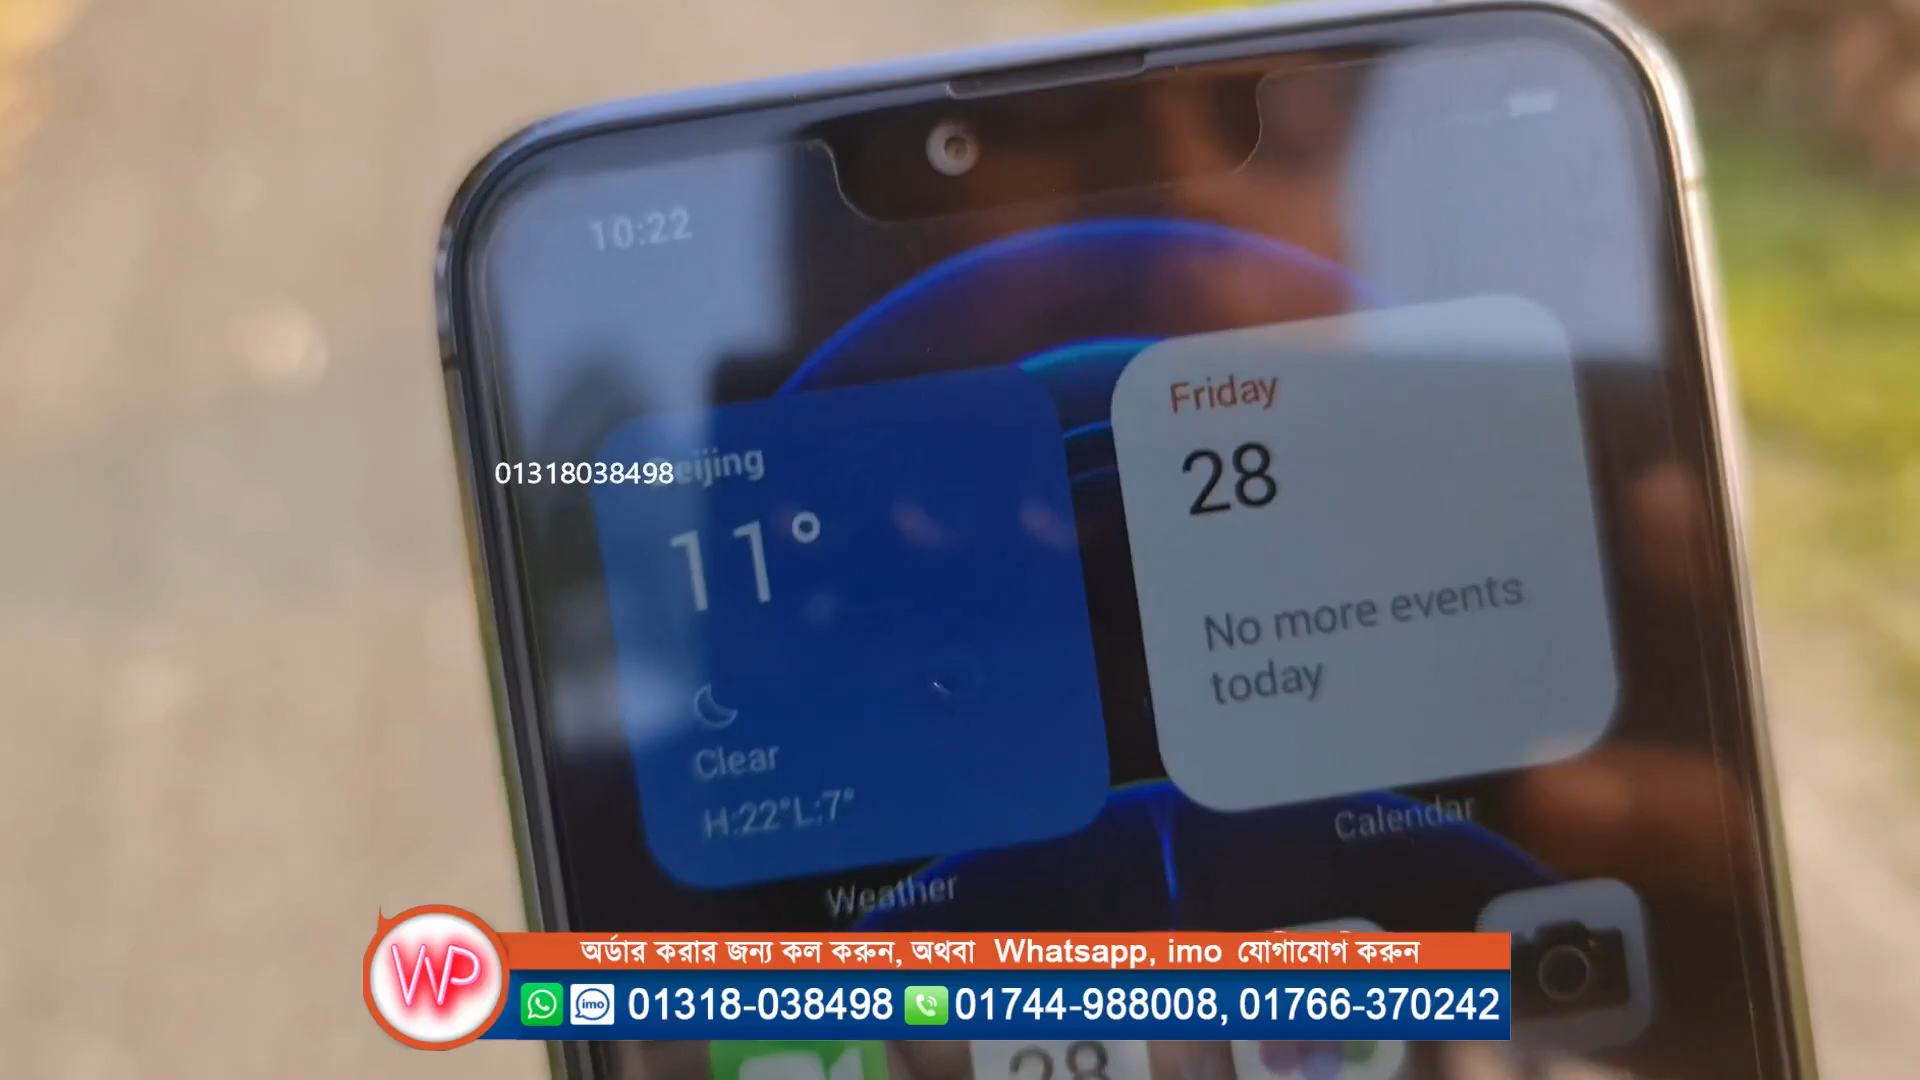 10:22
Friday
28
No more events
today
Calendar
01318038498
eijing
11°
Clear
H:22°L:7°
Weather
28
WP
অর্ডার করার জন্য কল করুন, অথবা Whatsapp, imo যোগাযোগ করুন
imo 01318-038498 01744-988008, 01766-370242